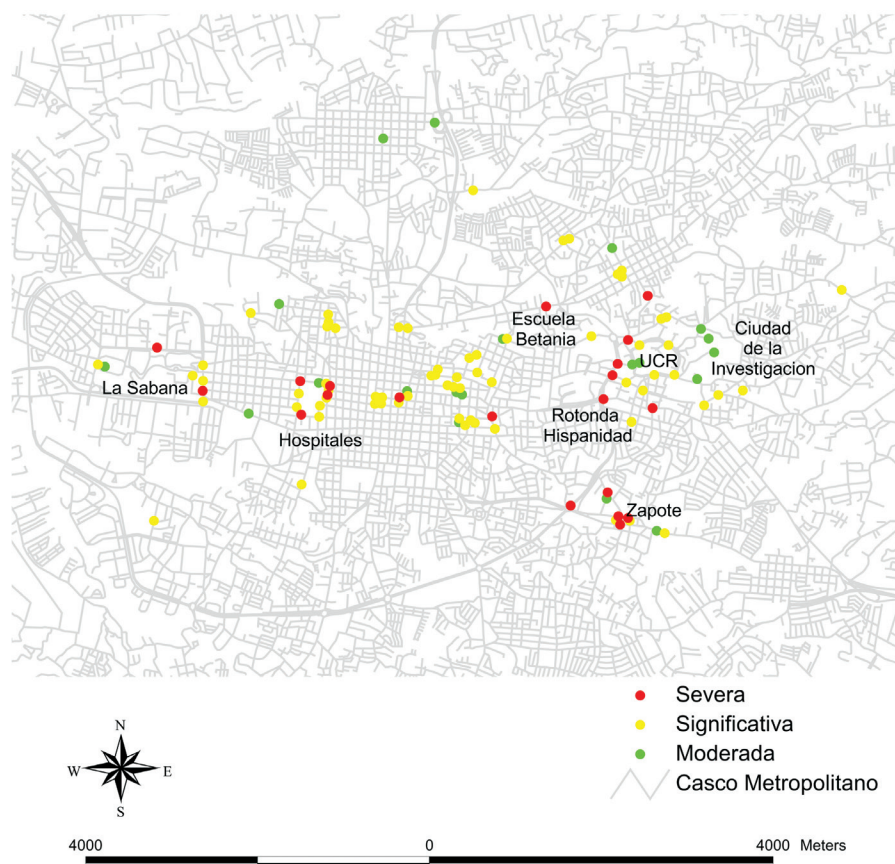 Escuela
Betania
Ciudad
de la
Investigacion
UCR
La Sabana
Rotonda
Hispanidad
Hospitales
Zapote
Severa
Significativa
Moderada
Casco Metropolitano
N
W E
S
4000 0 4000 Meters